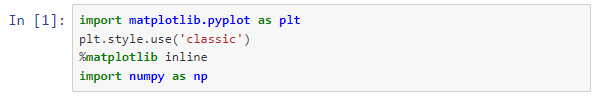 In [1]: import matplotlib.pyplot as plt
plt.style.use('classic')
%matplotlib inline
import numpy as np